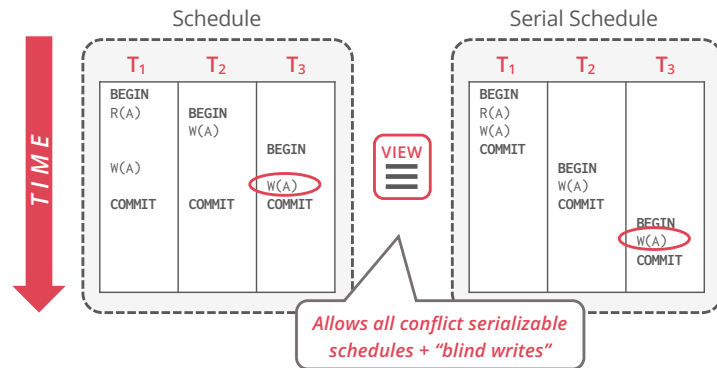 Schedule
Serial Schedule
TIME
T1 T2 T3
BEGIN
R(A) BEGIN
W(A)
BEGIN
W(A)
W(A)
COMMIT COMMIT COMMIT
VIEW
T1 T2 T3
BEGIN
R(A)
W(A)
COMMIT
BEGIN
W(A)
COMMIT
BEGIN
W(A)
COMMIT
Allows all conflict serializable
schedules + “blind writes”